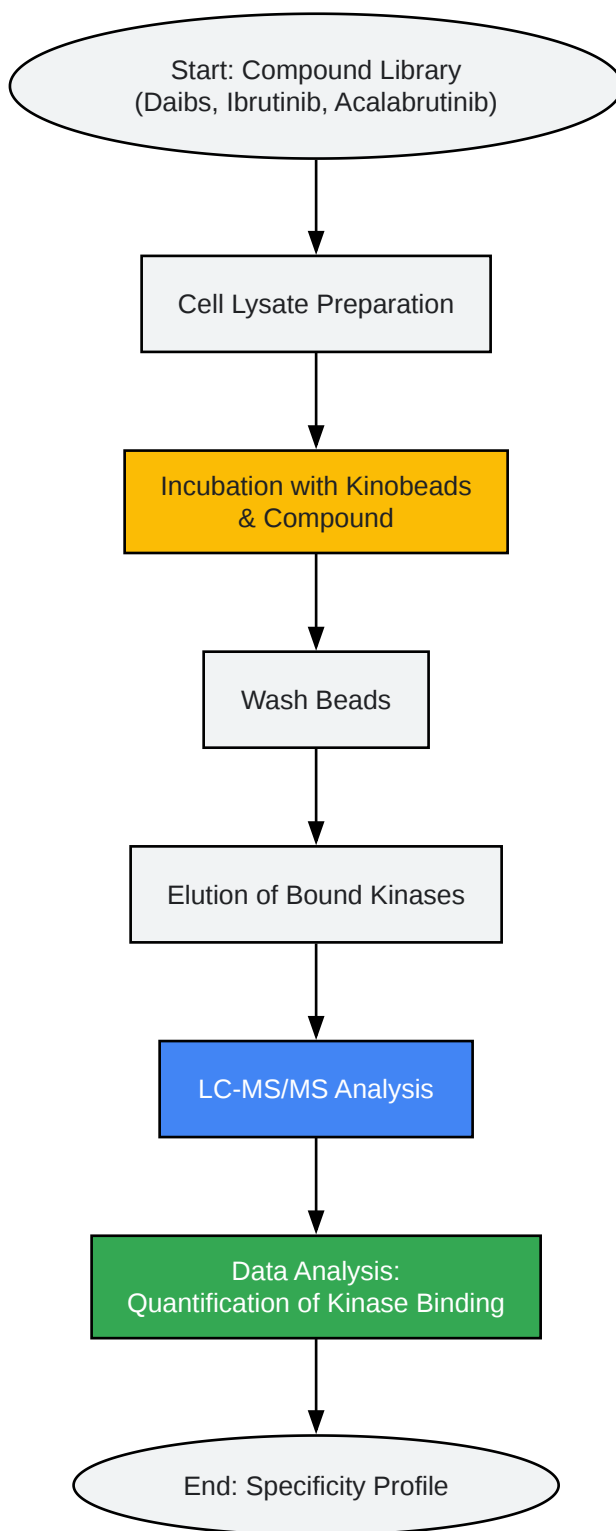 Start: Compound Library
(Daibs, Ibrutinib, Acalabrutinib)
Cell Lysate Preparation
Incubation with Kinobeads
& Compound
Wash Beads
Elution of Bound Kinases
LC-MS/MS Analysis
Data Analysis:
Quantification of Kinase Binding
End: Specificity Profile